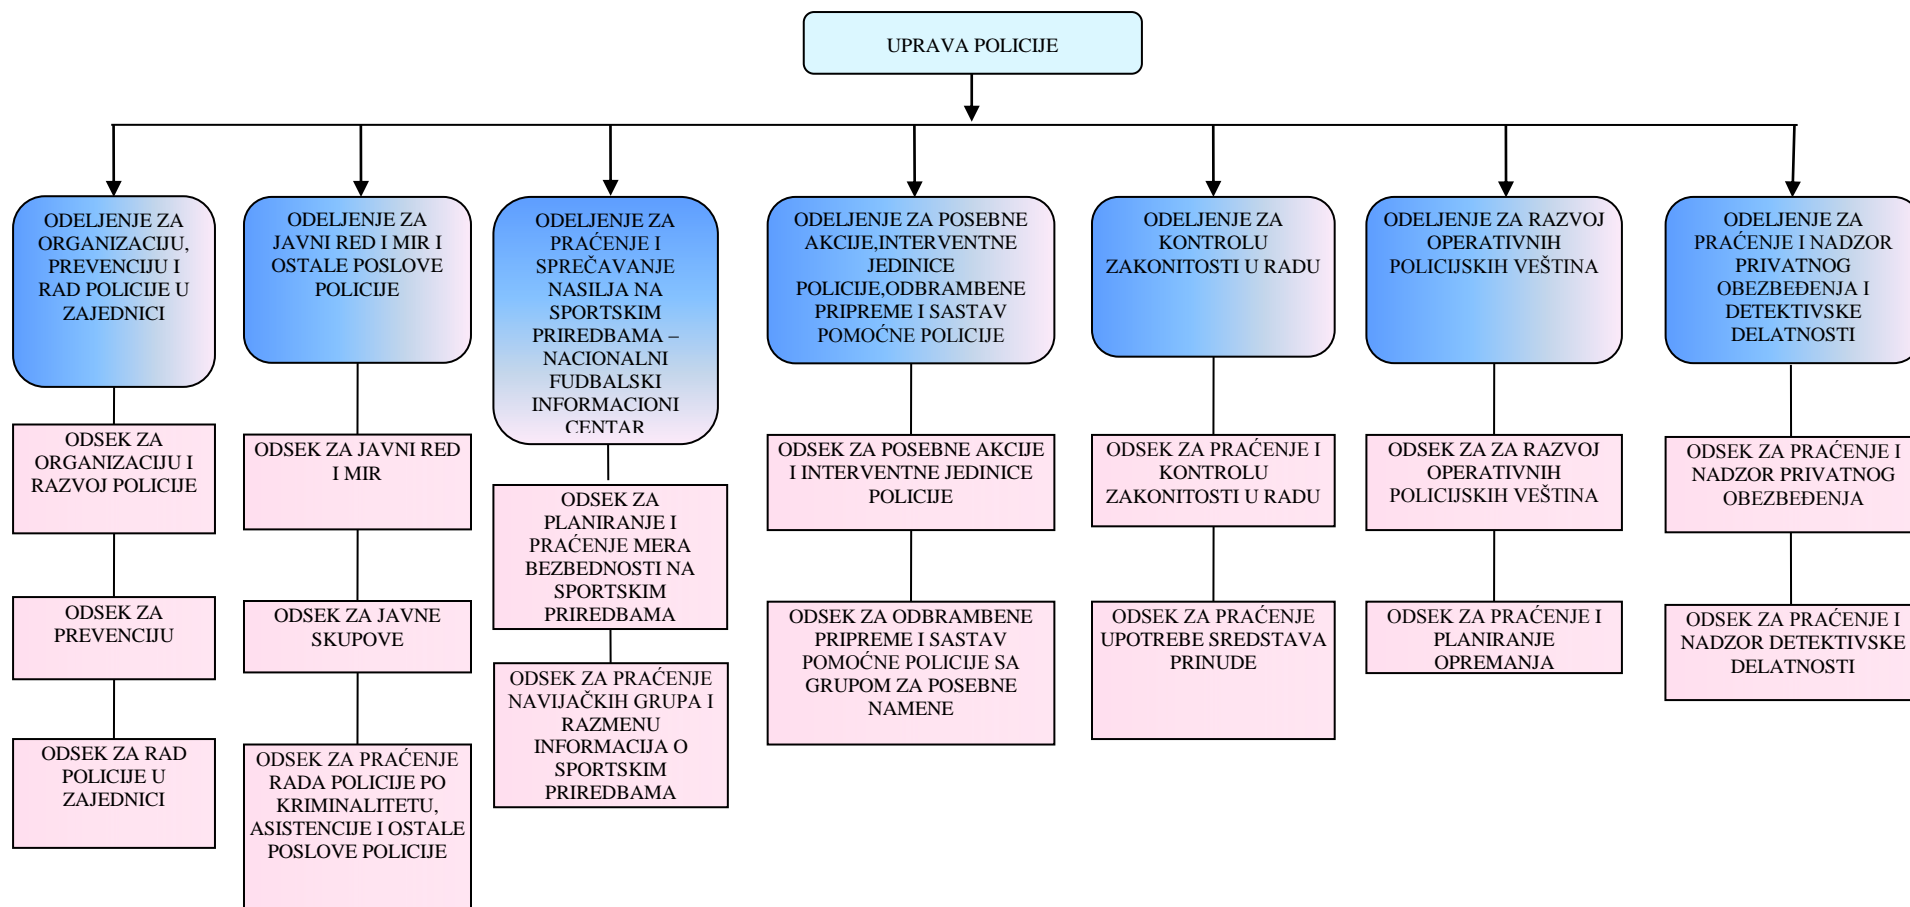 UPRAVA POLICIJE
ODELJENJE ZA
ORGANIZACIJU,
PREVENCIJU I
RAD POLICIJE U
ZAJEDNICI
ODSEK ZA
ORGANIZACIJU I
RAZVOJ POLICIJE
ODSEK ZA
PREVENCIJU
ODSEK ZA RAD
POLICIJE U
ZAJEDNICI
ODELJENJE ZA
JAVNI RED I MIR I
OSTALE POSLOVE
POLICIJE
ODSEK ZA JAVNI RED
I MIR
ODSEK ZA JAVNE
SKUPOVE
ODSEK ZA PRAĆENJE
RADA POLICIJE PO
KRIMINALITETU,
ASISTENCIJE I OSTALE
POSLOVE POLICIJE
ODELJENJE ZA
PRAĆENJE I
SPREČAVANJE
NASILJA NA
SPORTSKIM
PRIREDBAMA –
NACIONALNI
FUDBALSKI
INFORMACIONI
CENTAR
ODSEK ZA
PLANIRANJE I
PRAĆENJE MERA
BEZBEDNOSTI NA
SPORTSKIM
PRIREDBAMA
ODSEK ZA PRAĆENJE
NAVIJAČKIH GRUPA I
RAZMENU
INFORMACIJA O
SPORTSKIM
PRIREDBAMA
ODELJENJE ZA POSEBNE
AKCIJE,INTERVENTNE
JEDINICE
POLICIJE,ODBRAMBENE
PRIPREME I SASTAV
POMOĆNE POLICIJE
ODSEK ZA POSEBNE AKCIJE
I INTERVENTNE JEDINICE
POLICIJE
ODSEK ZA ODBRAMBENE
PRIPREME I SASTAV
POMOĆNE POLICIJE SA
GRUPOM ZA POSEBNE
NAMENE
ODELJENJE ZA
KONTROLU
ZAKONITOSTI U RADU
ODSEK ZA PRAĆENJE I
KONTROLU
ZAKONITOSTI U RADU
ODSEK ZA PRAĆENJE
UPOTREBE SREDSTAVA
PRINUDE
ODELJENJE ZA RAZVOJ
OPERATIVNIH
POLICIJSKIH VEŠTINA
ODSEK ZA ZA RAZVOJ
OPERATIVNIH
POLICIJSKIH VEŠTINA
ODSEK ZA PRAĆENJE I
PLANIRANJE
OPREMANJA
ODELJENJE ZA
PRAĆENJE I NADZOR
PRIVATNOG
OBEZBEĐENJA I
DETEKTIVSKE
DELATNOSTI
ODSEK ZA PRAĆENJE I
NADZOR PRIVATNOG
OBEZBEĐENJA
ODSEK ZA PRAĆENJE I
NADZOR DETEKTIVSKE
DELATNOSTI